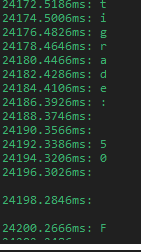 24172.5186ms: t
24174.5006ms: i
24176.4826ms: g
24178.4646ms: r
24180.4466ms: a
24182.4286ms: d
24184.4106ms: e
24186.3926ms: :
24188.3746ms:
24190.3566ms:
24192.3386ms: 5
24194.3206ms: 0
24196.3026ms:
24198.2846ms:
24200.2666ms: F